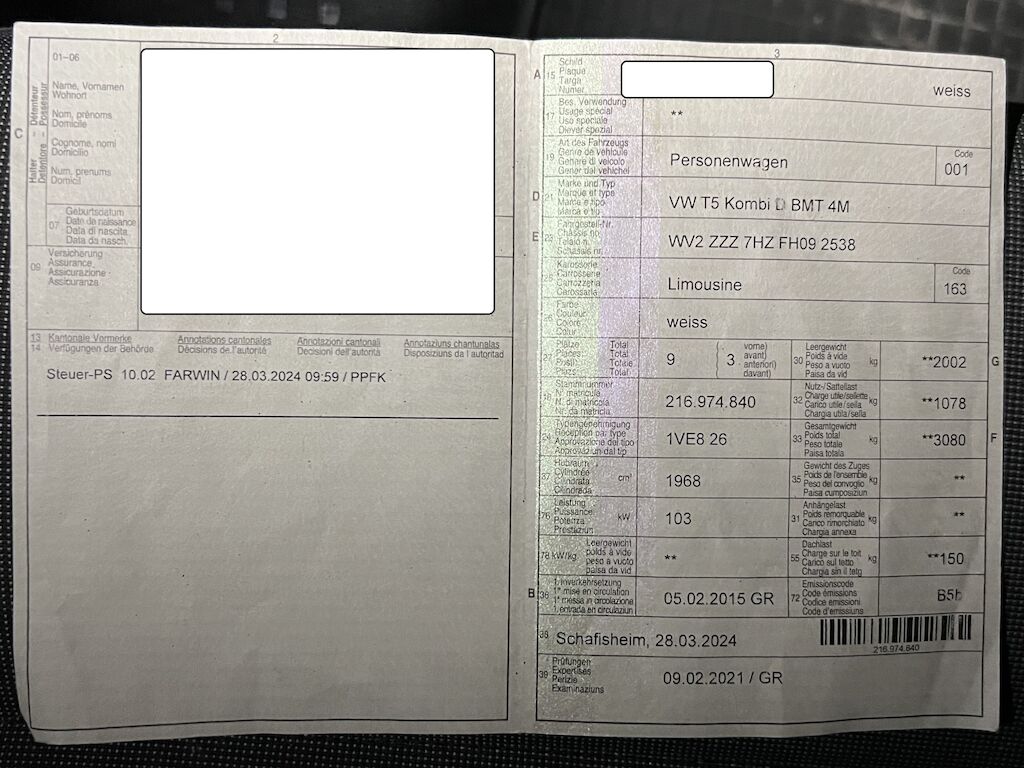 2
01-06
Name, Vornamen
Wohnort
Nom, prénoms
Domicile
Cognome, nomi
Domicilio
Num, prenums
Domicil
C
Halter – Détenteur
Detentore – Possessur
07
Geburtsdatum
Date de naissance
Data di nascita
Data da nasch.
09
Versicherung
Assurance
Assicurazione
Assicuranza
13 Kantonale Vermerke Annotations cantonales Annotazioni cantonali Annotaziuns chantunalas
14 Verfügungen der Behörde Décisions de l'autorité Decisioni dell'autorità Disposiziuns da l'autoritad
Steuer-PS 10.02 FARWIN / 28.03.2024 09:59 / PPFK
3
A 15
Schild
Plaque
Targa
Numer
weiss
17
Bes. Verwendung
Usage spécial
Uso speciale
Diever spezial
**
19
Art des Fahrzeugs
Genre de véhicule
Genere di veicolo
Gener dal vehichel
Personenwagen
Code
001
D 21
Marke und Typ
Marque et type
Marca e tipo
Marca e tip
VW T5 Kombi D BMT 4M
E 23
Fahrgestell-Nr.
Châssis no
Telaio n.
Schassis nr.
WV2 ZZZ 7HZ FH09 2538
25
Karosserie
Carrosserie
Carrozzeria
Carossaria
Limousine
Code
163
26
Farbe
Couleur
Colore
Colur
weiss
27
Plätze Total
Places Total
Posti Totale
Plazs Total
9
( 3
vorne)
avant)
anteriori)
davant)
30
Leergewicht
Poids à vide
Peso a vuoto
Paisa da vid
kg
**2002
G
18
Stammnummer
N° matricule
N. di matricola
Nr. da matricla
216.974.840
32
Nutz-/Sattellast
Charge utile/sellette
Carico utile/sella
Chargia utila/sella
kg
**1078
24
Typengenehmigung
Réception par type
Approvazione del tipo
Approvaziun dal tip
1VE8 26
33
Gesamtgewicht
Poids total
Peso totale
Paisa totala
kg
**3080
F
37
Hubraum
Cylindrée
Cilindrata
Cilindrada
cm³
1968
35
Gewicht des Zuges
Poids de l'ensemble
Peso del convoglio
Paisa cumposiziun
kg
**
76
Leistung
Puissance
Potenza
Prestaziun
kW
103
31
Anhängelast
Poids remorquable
Carico rimorchiato
Chargia annexa
kg
**
78 kW/kg
Leergewicht
poids à vide
peso a vuoto
paisa da vid
**
55
Dachlast
Charge sur le toit
Carico sul tetto
Chargia sin il tetg
kg
**150
B 36
1. Inverkehrsetzung
1re mise en circulation
1a messa in circolazione
1. entrada en circulaziun
05.02.2015 GR
72
Emissionscode
Code émissions
Codice emissioni
Code d'emissiuns
B5b
38
Schafisheim, 28.03.2024
216.974.840
39
Prüfungen
Expertises
Perizie
Examinaziuns
09.02.2021 / GR